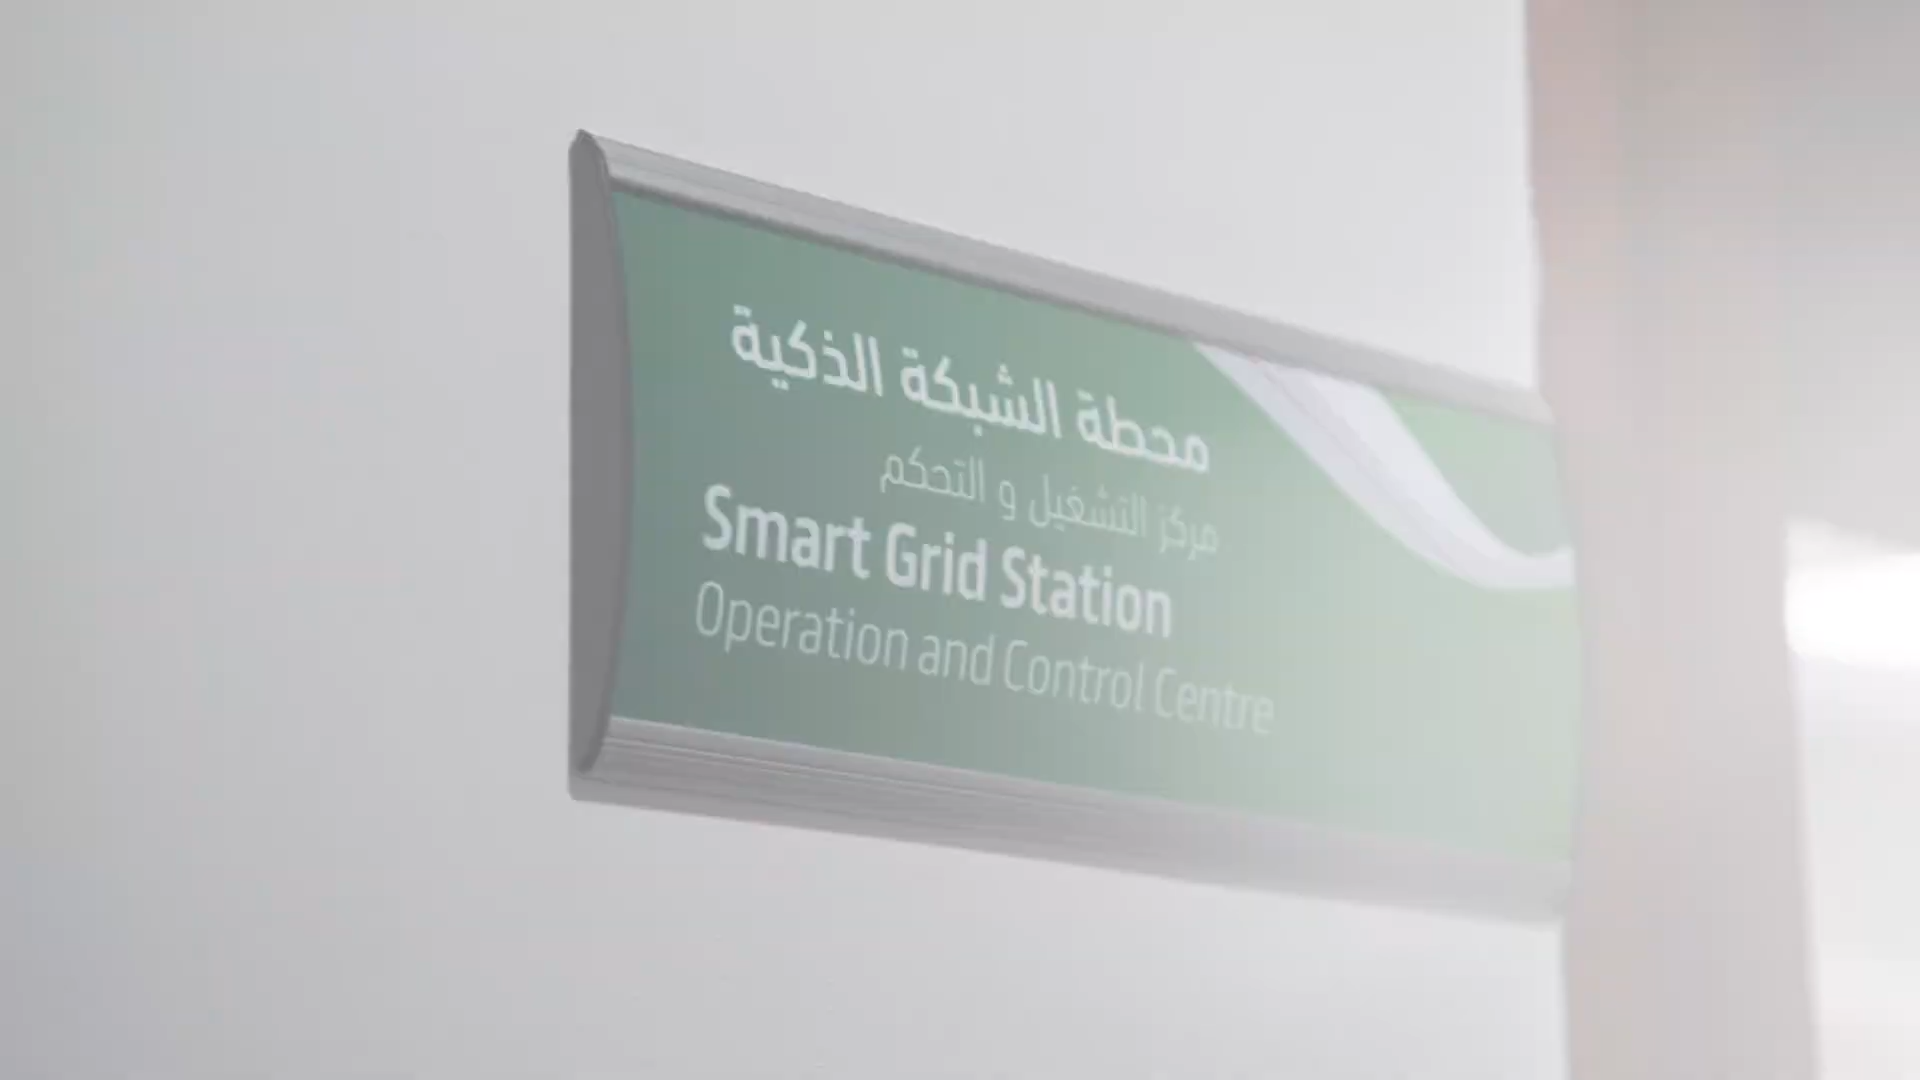 محطة الشبكة الذكية
مركز التشغيل و التحكم
Smart Grid Station
Operation and Control Centre